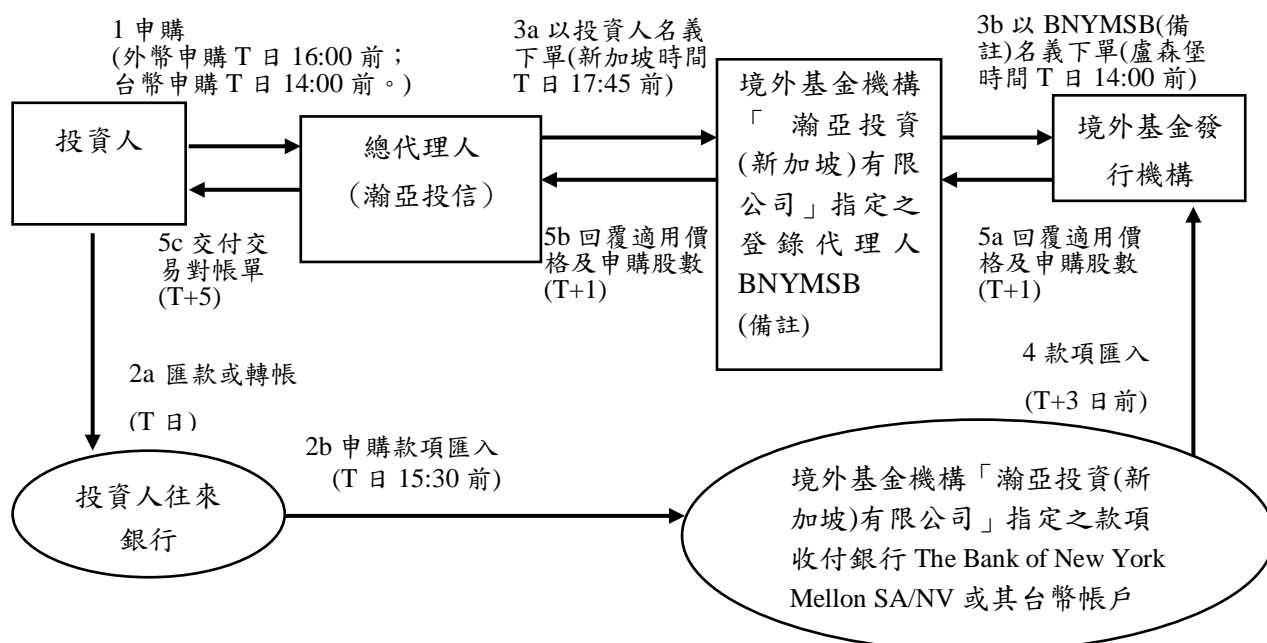 1 申購
(外幣申購 T 日 16:00 前；
台幣申購 T 日 14:00 前。)
3a 以投資人名義
下單(新加坡時間
T 日 17:45 前)
3b 以 BNYMSB(備
註)名義下單(盧森堡
時間 T 日 14:00 前)
投資人
總代理人
（瀚亞投信）
境外基金機構
「 瀚亞投資
(新加坡)有限
公司」指定之
登錄代理人
BNYMSB
(備註)
境外基金發
行機構
5c 交付交
易對帳單
(T+5)
5b 回覆適用價
格及申購股數
(T+1)
5a 回覆適用價
格及申購股數
(T+1)
2a 匯款或轉帳
(T 日)
4 款項匯入
(T+3 日前)
2b 申購款項匯入
(T 日 15:30 前)
投資人往來
銀行
境外基金機構「瀚亞投資(新
加坡)有限公司」指定之款項
收付銀行 The Bank of New York
Mellon SA/NV 或其台幣帳戶